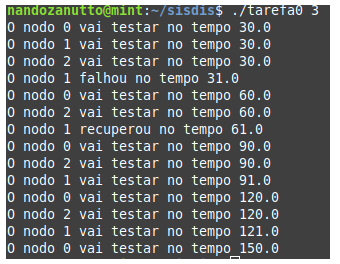 nandozanutto@mint:~/sisdis$ ./tarefa0 3
O nodo 0 vai testar no tempo 30.0
O nodo 1 vai testar no tempo 30.0
O nodo 2 vai testar no tempo 30.0
O nodo 1 falhou no tempo 31.0
O nodo 0 vai testar no tempo 60.0
O nodo 2 vai testar no tempo 60.0
O nodo 1 recuperou no tempo 61.0
O nodo 0 vai testar no tempo 90.0
O nodo 2 vai testar no tempo 90.0
O nodo 1 vai testar no tempo 91.0
O nodo 0 vai testar no tempo 120.0
O nodo 2 vai testar no tempo 120.0
O nodo 1 vai testar no tempo 121.0
O nodo 0 vai testar no tempo 150.0